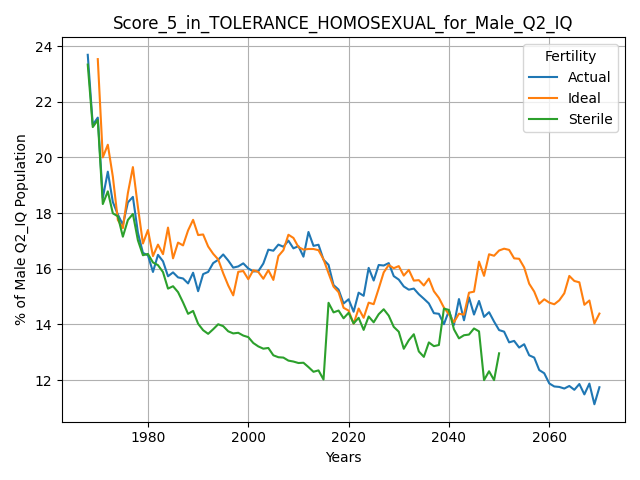 Score_5_in_TOLERANCE_HOMOSEXUAL_for_Male_Q2_IQ
24
22
20
18
16
14
12
% of Male Q2_IQ Population
Fertility
Actual
Ideal
Sterile
1980 2000 2020 2040 2060
Years